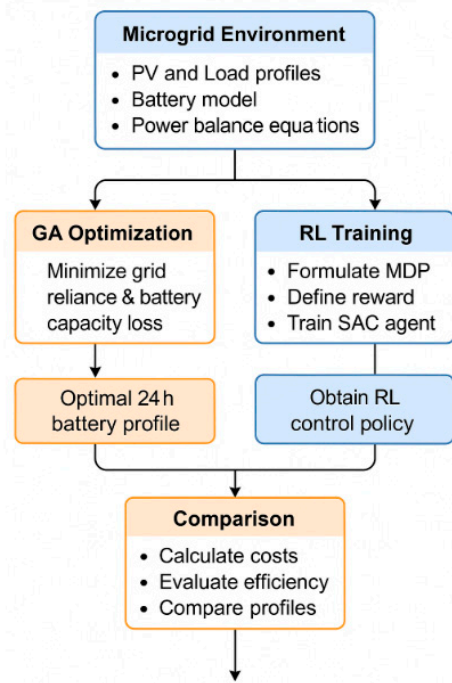 Microgrid Environment
• PV and Load profiles
• Battery model
• Power balance equations
GA Optimization
Minimize grid
reliance & battery
capacity loss
RL Training
• Formulate MDP
• Define reward
• Train SAC agent
Optimal 24 h
battery profile
Obtain RL
control policy
Comparison
• Calculate costs
• Evaluate efficiency
• Compare profiles